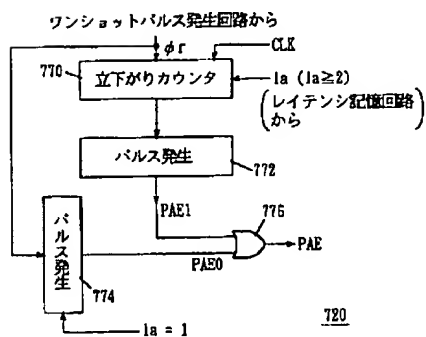 ワンショットパルス発生回路から
φr
CLK
770
立下がりカウンタ
la (la≧2)
(レイテンシ記憶回路
から)
パルス発生
772
PAE1
776
パルス発生
PAE
PAE0
774
la = 1
720